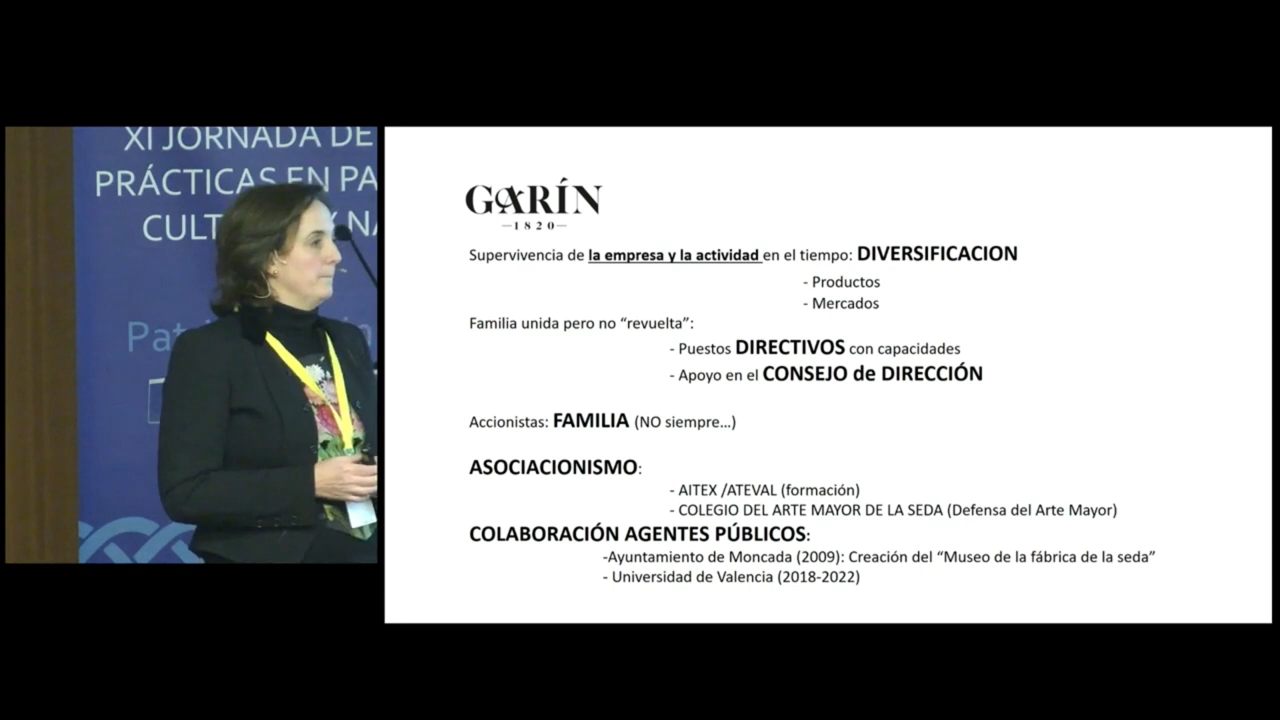 XI JORNADA DE
PRÁCTICAS EN PA
CULT Y NA
Pat
GARÍN
—1820—
Supervivencia de la empresa y la actividad en el tiempo: DIVERSIFICACION
- Productos
- Mercados
Familia unida pero no “revuelta”:
- Puestos DIRECTIVOS con capacidades
- Apoyo en el CONSEJO de DIRECCIÓN
Accionistas: FAMILIA (NO siempre…)
ASOCIACIONISMO:
- AITEX /ATEVAL (formación)
- COLEGIO DEL ARTE MAYOR DE LA SEDA (Defensa del Arte Mayor)
COLABORACIÓN AGENTES PÚBLICOS:
-Ayuntamiento de Moncada (2009): Creación del “Museo de la fábrica de la seda”
- Universidad de Valencia (2018-2022)